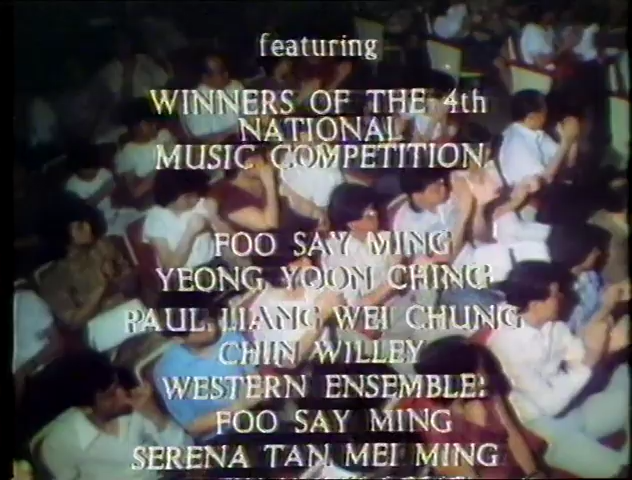 featuring
WINNERS OF THE 4th
NATIONAL
MUSIC COMPETITION
FOO SAY MING
YEONG YOON CHING
PAUL LIANG WEI CHUNG
CHIN WILLEY
WESTERN ENSEMBLE:
FOO SAY MING
SERENA TAN MEI MING